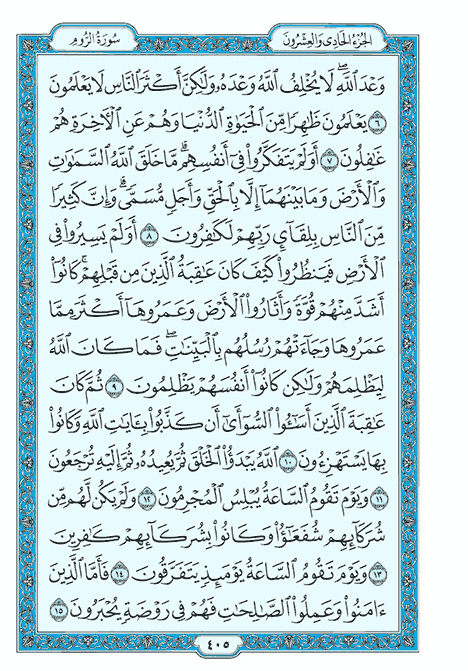 الجزء الحادي والعشرون
سورة الروم
وَعْدَ ٱللَّهِۖ لَا يُخْلِفُ ٱللَّهُ وَعْدَهُۥ وَلَٰكِنَّ أَكْثَرَ ٱلنَّاسِ لَا يَعْلَمُونَ
٦ يَعْلَمُونَ ظَٰهِرًا مِّنَ ٱلْحَيَوٰةِ ٱلدُّنْيَا وَهُمْ عَنِ ٱلْأَخِرَةِ هُمْ
غَٰفِلُونَ ٧ أَوَلَمْ يَتَفَكَّرُوا۟ فِىٓ أَنفُسِهِمۗ مَّا خَلَقَ ٱللَّهُ ٱلسَّمَٰوَٰتِ
وَٱلْأَرْضَ وَمَا بَيْنَهُمَآ إِلَّا بِٱلْحَقِّ وَأَجَلٍ مُّسَمًّىۗ وَإِنَّ كَثِيرًا
مِّنَ ٱلنَّاسِ بِلِقَآئِ رَبِّهِمْ لَكَٰفِرُونَ ٨ أَوَلَمْ يَسِيرُوا۟ فِى
ٱلْأَرْضِ فَيَنظُرُوا۟ كَيْفَ كَانَ عَٰقِبَةُ ٱلَّذِينَ مِن قَبْلِهِمْۚ كَانُوٓا۟
أَشَدَّ مِنْهُمْ قُوَّةً وَأَثَارُوا۟ ٱلْأَرْضَ وَعَمَرُوهَآ أَكْثَرَ مِمَّا
عَمَرُوهَا وَجَآءَتْهُمْ رُسُلُهُم بِٱلْبَيِّنَٰتِۖ فَمَا كَانَ ٱللَّهُ
لِيَظْلِمَهُمْ وَلَٰكِن كَانُوٓا۟ أَنفُسَهُمْ يَظْلِمُونَ ٩ ثُمَّ كَانَ
عَٰقِبَةَ ٱلَّذِينَ أَسَٰٓـُٔوا۟ ٱلسُّوٓأَىٰٓ أَن كَذَّبُوا۟ بِـَٔايَٰتِ ٱللَّهِ وَكَانُوا۟
بِهَا يَسْتَهْزِءُونَ ١٠ ٱللَّهُ يَبْدَؤُا۟ ٱلْخَلْقَ ثُمَّ يُعِيدُهُۥ ثُمَّ إِلَيْهِ تُرْجَعُونَ
١١ وَيَوْمَ تَقُومُ ٱلسَّاعَةُ يُبْلِسُ ٱلْمُجْرِمُونَ ١٢ وَلَمْ يَكُن لَّهُم مِّن
شُرَكَآئِهِمْ شُفَعَٰٓؤُا۟ وَكَانُوا۟ بِشُرَكَآئِهِمْ كَٰفِرِينَ
١٣ وَيَوْمَ تَقُومُ ٱلسَّاعَةُ يَوْمَئِذٍ يَتَفَرَّقُونَ ١٤ فَأَمَّا ٱلَّذِينَ
ءَامَنُوا۟ وَعَمِلُوا۟ ٱلصَّٰلِحَٰتِ فَهُمْ فِى رَوْضَةٍ يُحْبَرُونَ ١٥
٤٠٥